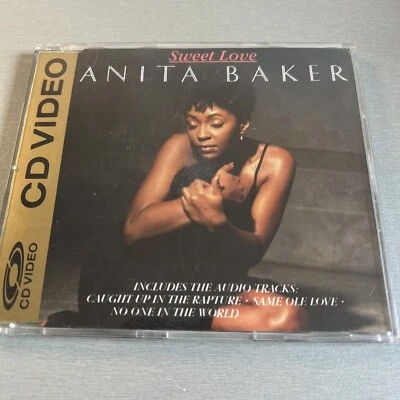 Sweet Love
ANITA BAKER
CD VIDEO
CD VIDEO
INCLUDES THE AUDIO TRACKS:
CAUGHT UP IN THE RAPTURE • SAME OLE LOVE •
NO ONE IN THE WORLD